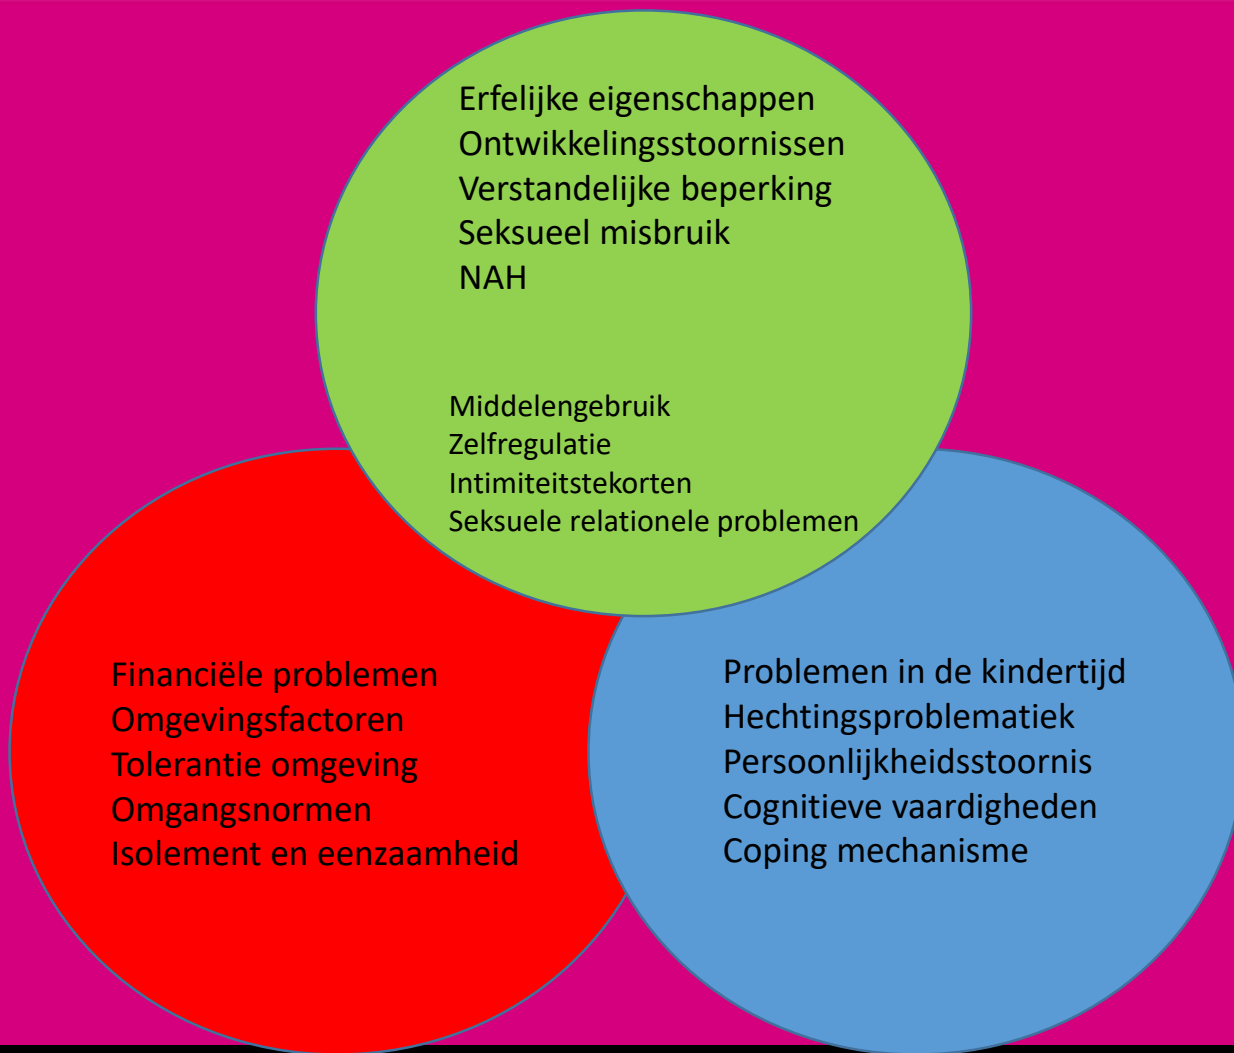 Erfelijke eigenschappen
Ontwikkelingsstoornissen
Verstandelijke beperking
Seksueel misbruik
NAH
Middelengebruik
Zelfregulatie
Intimiteitstekorten
Seksuele relationele problemen
Financiële problemen
Omgevingsfactoren
Tolerantie omgeving
Omgangsnormen
Isolement en eenzaamheid
Problemen in de kindertijd
Hechtingsproblematiek
Persoonlijkheidsstoornis
Cognitieve vaardigheden
Coping mechanisme